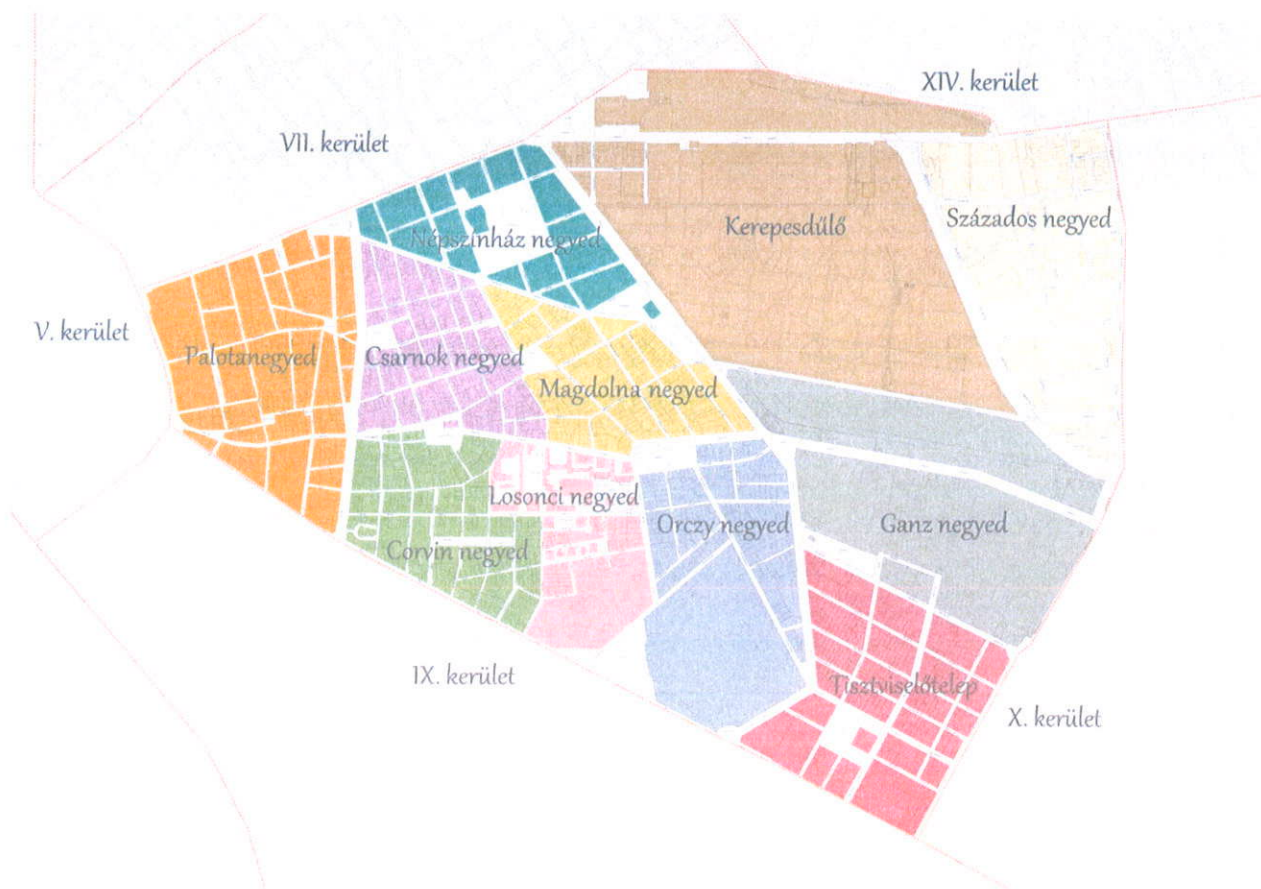 XIV. kerület
VII. kerület
Százados negyed
Kerepesdűlő
Népszínház negyed
V. kerület
Palotanegyed
Csarnok negyed
Magdolna negyed
Losonci negyed
Orczy negyed
Ganz negyed
Corvin negyed
IX. kerület
Tisztviselőtelep
X. kerület